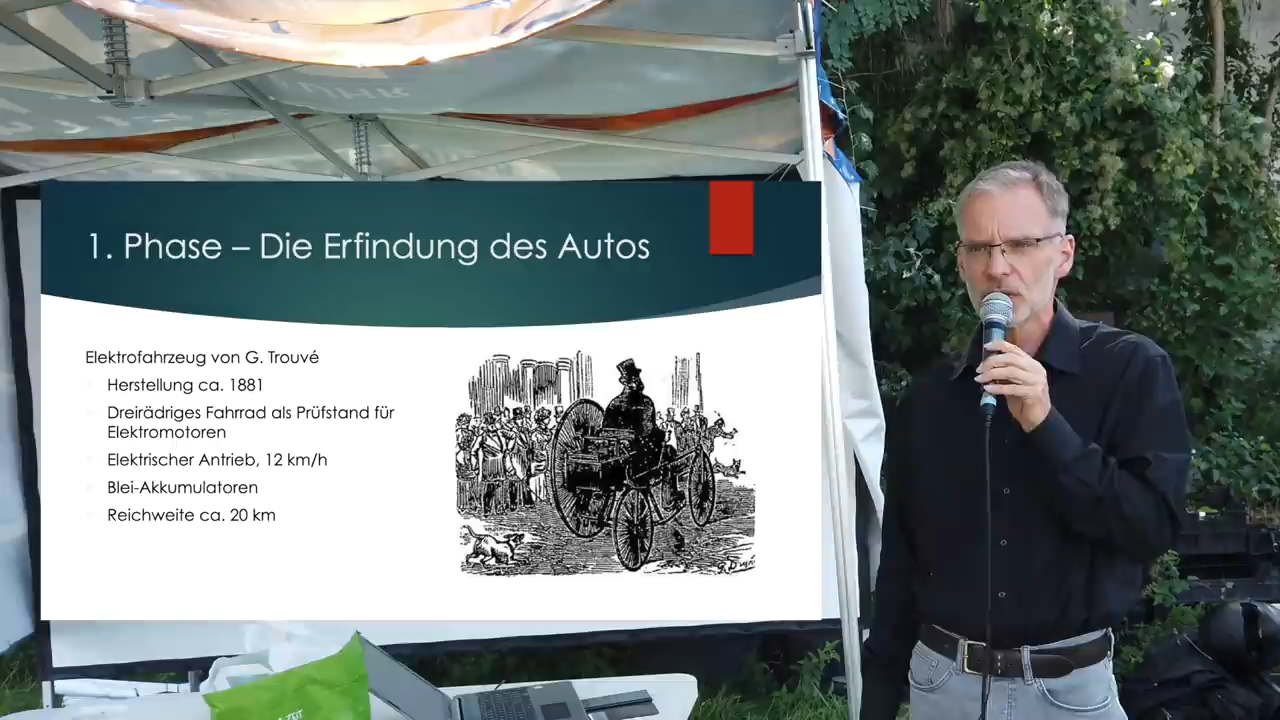 UHR
1. Phase – Die Erfindung des Autos
Elektrofahrzeug von G. Trouvé
Herstellung ca. 1881
Dreirädriges Fahrrad als Prüfstand für
Elektromotoren
Elektrischer Antrieb, 12 km/h
Blei-Akkumulatoren
Reichweite ca. 20 km